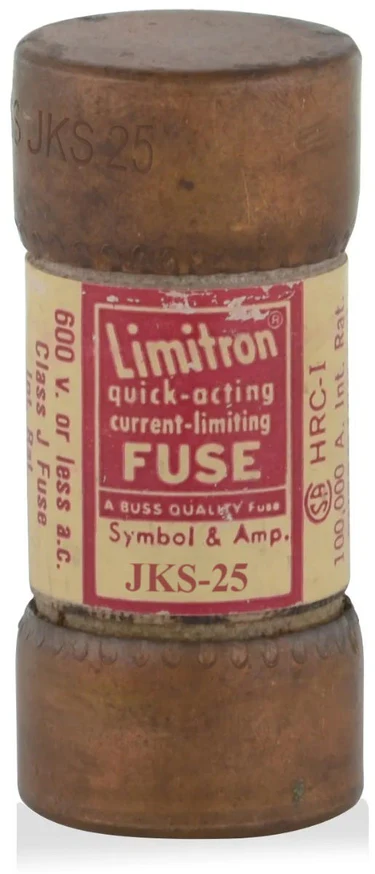 S JKS 25
Limitron®
quick-acting
current-limiting
FUSE
A BUSS QUALITY Fuse
Symbol & Amp.
JKS-25
600 v. or less a.c.
Class J Fuse
HRC-I
100,000 A. Int. Rat.